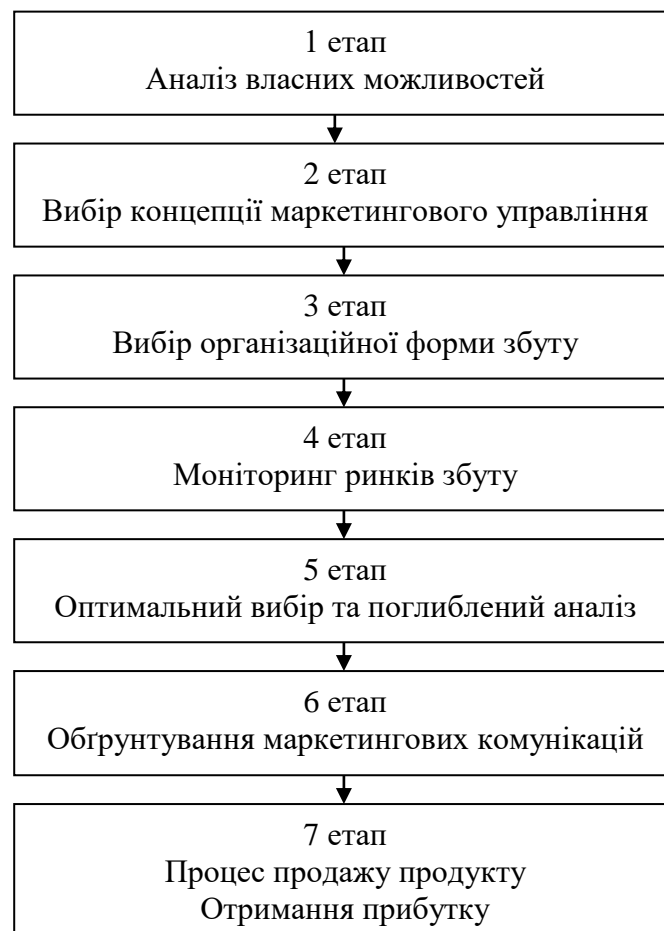 1 етап
Аналіз власних можливостей
2 етап
Вибір концепції маркетингового управління
3 етап
Вибір організаційної форми збуту
4 етап
Моніторинг ринків збуту
5 етап
Оптимальний вибір та поглиблений аналіз
6 етап
Обґрунтування маркетингових комунікацій
7 етап
Процес продажу продукту
Отримання прибутку